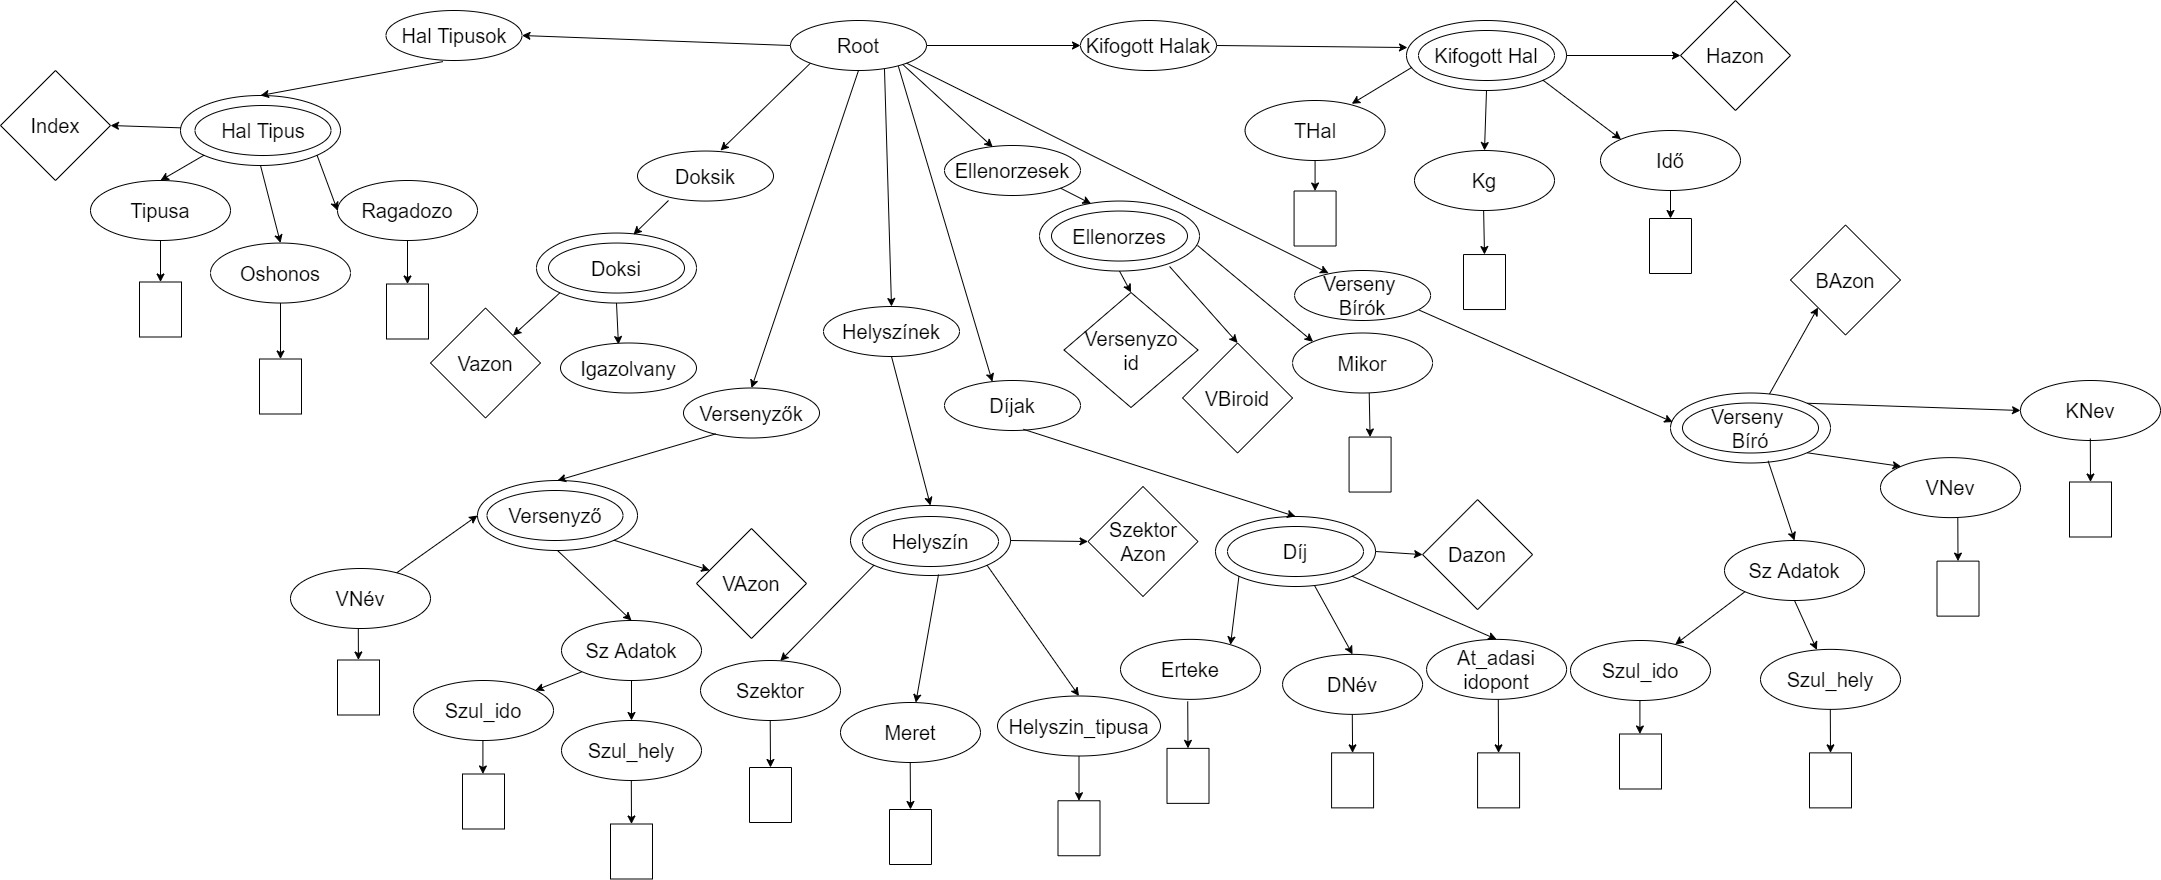 Hal Tipusok
Root
Kifogott Halak
Kifogott Hal
Hazon
Index
Hal Tipus
THal
Idő
Kg
Tipusa
Ragadozo
Oshonos
Doksik
Ellenorzesek
Doksi
Ellenorzes
Vazon
Igazolvany
Helyszínek
Versenyzo
id
VBiroid
Verseny
Bírók
Mikor
BAzon
Versenyzők
Díjak
Verseny
Bíró
KNev
VNev
Versenyző
Helyszín
Szektor
Azon
Díj
Dazon
VNév
VAzon
Sz Adatok
Sz Adatok
Szul_ido
Szul_hely
Szektor
Meret
Helyszin_tipusa
Erteke
DNév
At_adasi
idopont
Szul_ido
Szul_hely